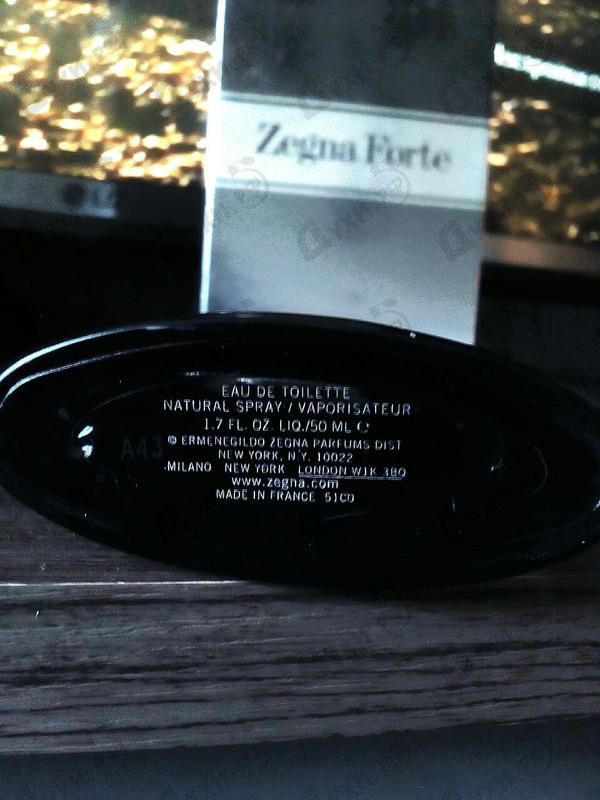 Zegna Forte
EAU DE TOILETTE
NATURAL SPRAY / VAPORISATEUR
1.7 FL. OZ. LIQ./50 ML ℮
© ERMENEGILDO ZEGNA PARFUMS DIST
NEW YORK, N.Y. 10022
MILANO NEW YORK LONDON W1K 3BQ
www.zegna.com
MADE IN FRANCE 51C0
A43